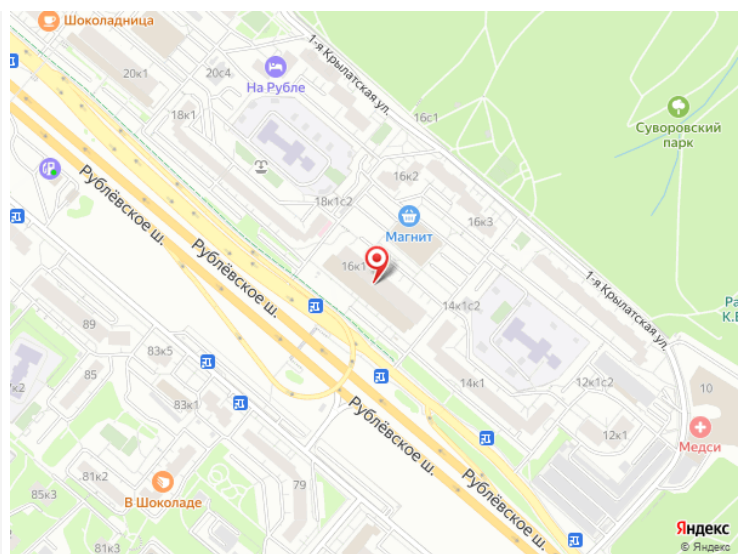 Шоколадница
20к1
20с4
На Рубле
1-я Крылатская ул.
18к1
16с1
Суворовский
парк
16к2
18к1с2
Рублёвское ш.
Магнит
16к3
Рублёвское ш.
16к1
1-я Крылатская ул.
14к1с2
89
83к5
85
83к1
14к1
12к1с2
10
Рублёвское ш.
12к1
Медси
81к2
В Шоколаде
79
Рублёвское ш.
85к3
81к3
Яндекс
© Яндекс